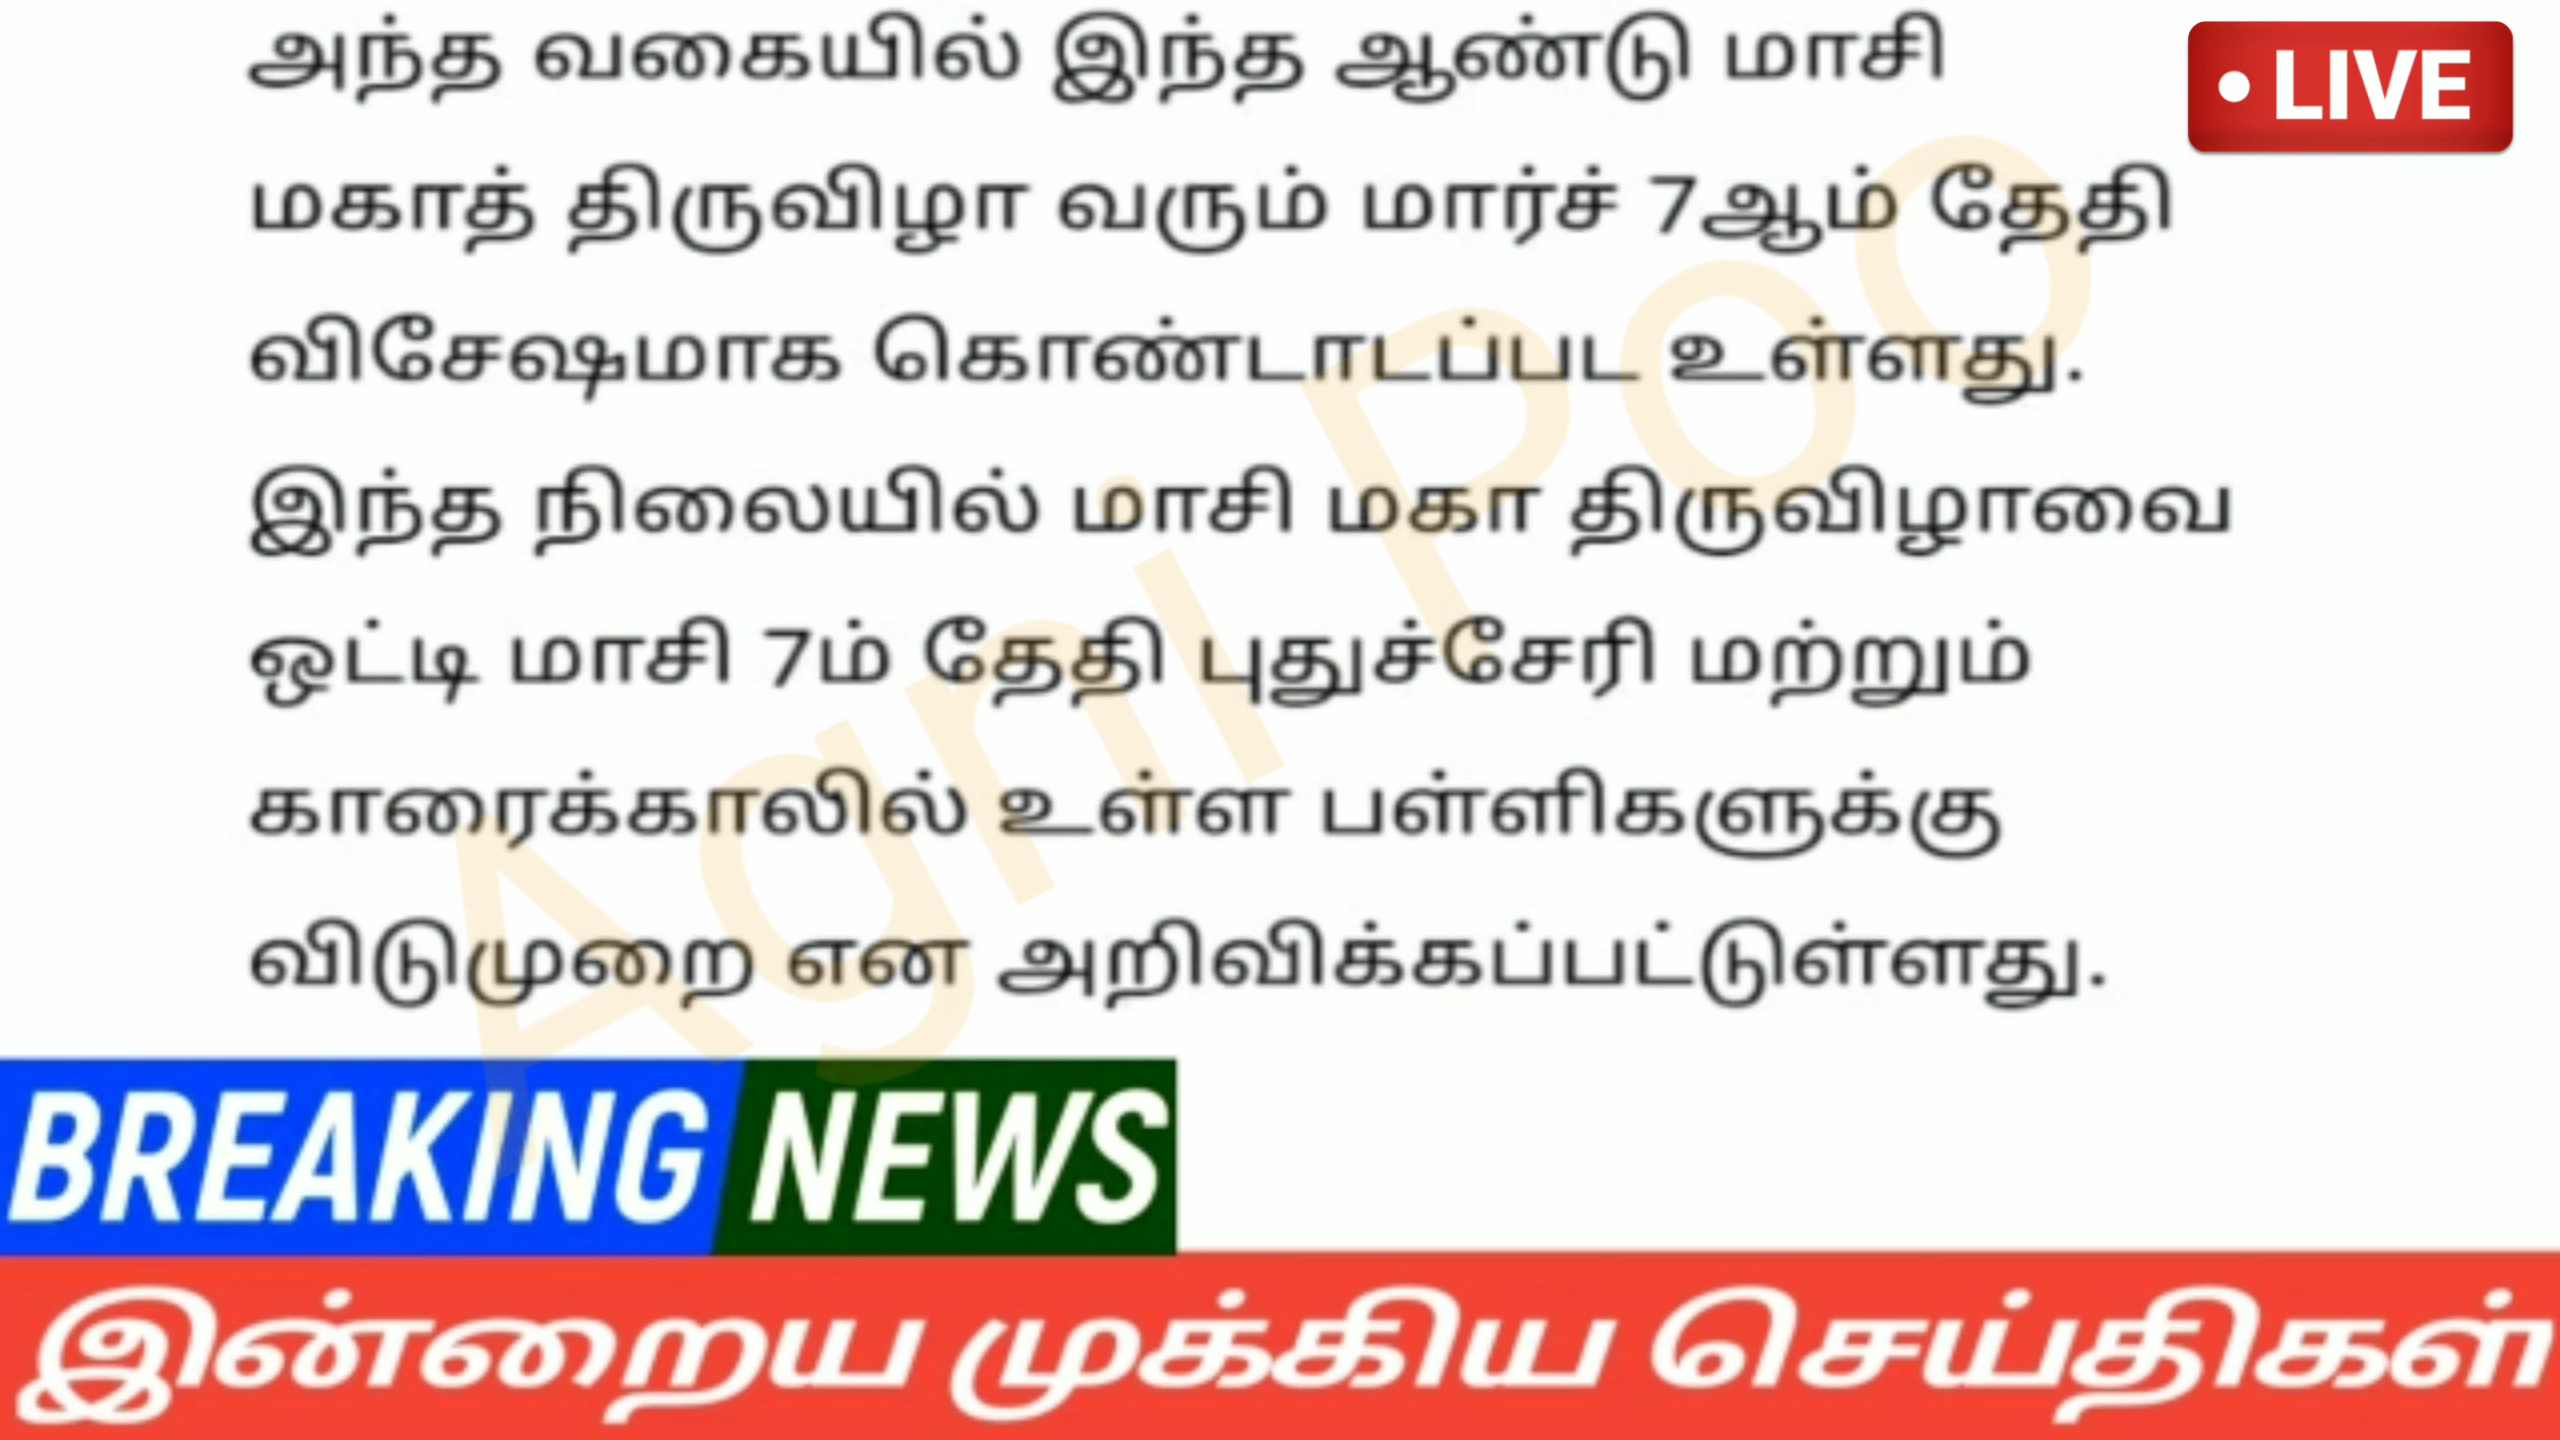 அந்த வகையில் இந்த ஆண்டு மாசி
• LIVE
மகாத் திருவிழா வரும் மார்ச் 7ஆம் தேதி
விசேஷமாக கொண்டாடப்பட உள்ளது.
இந்த நிலையில் மாசி மகா திருவிழாவை
ஒட்டி மாசி 7ம் தேதி புதுச்சேரி மற்றும்
காரைக்காலில் உள்ள பள்ளிகளுக்கு
விடுமுறை என அறிவிக்கப்பட்டுள்ளது.
Agni Poo
BREAKING NEWS
இன்றைய முக்கிய செய்திகள்